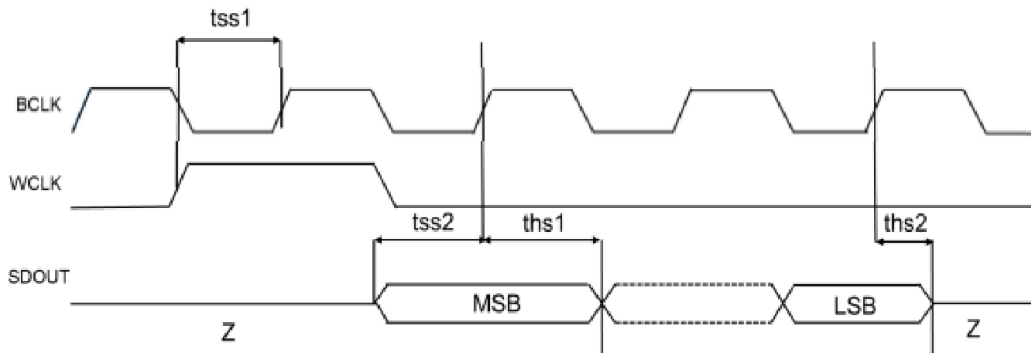 tss1
BCLK
WCLK
tss2 ths1 ths2
SDOUT
MSB LSB
Z Z